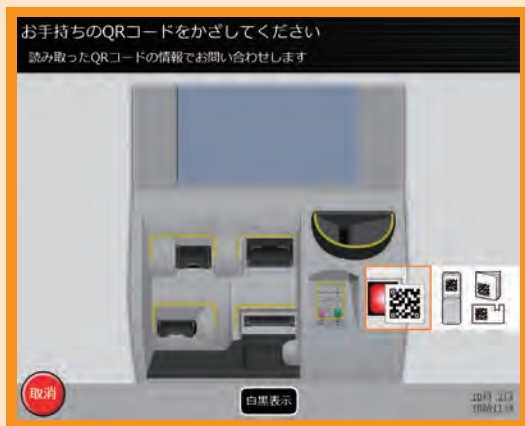 お手持ちのQRコードをかざしてください
読み取ったQRコードの情報でお問い合わせします
取消
白黒表示